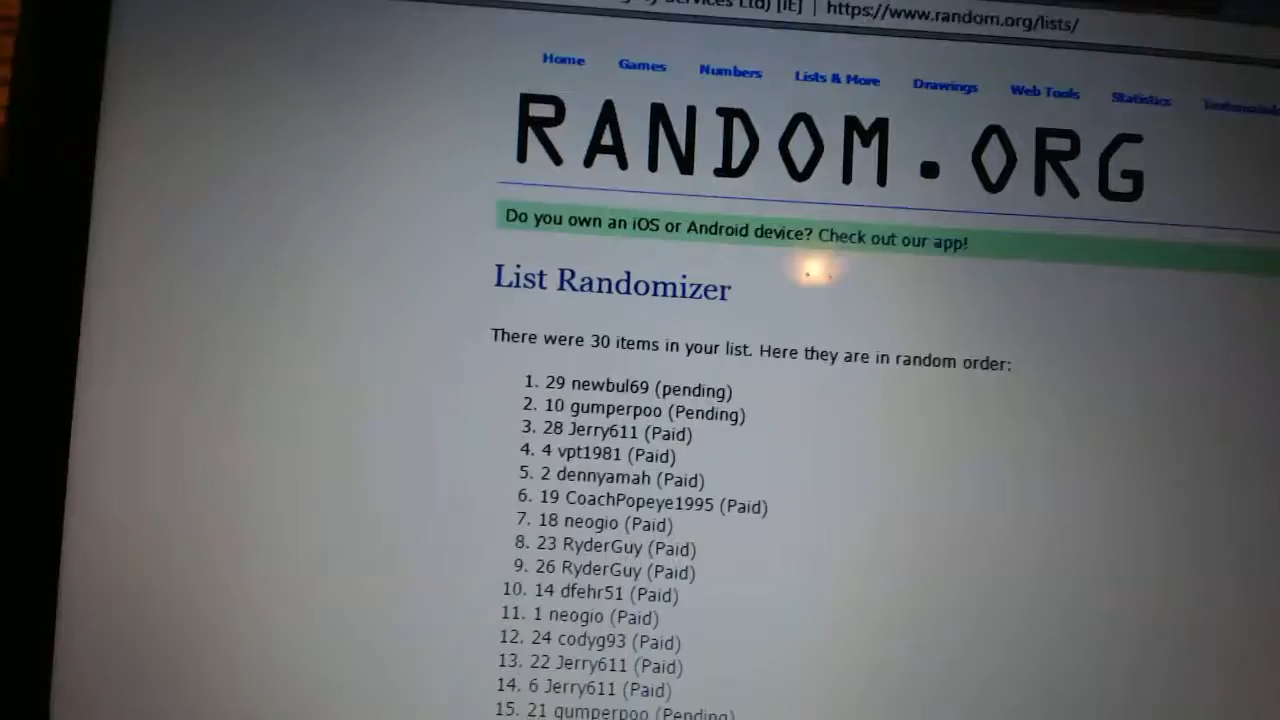 [IE] | https://www.random.org/lists/
Home Games Numbers Lists & More Drawings Web Tools Statistics
RANDOM.ORG
Do you own an iOS or Android device? Check out our app!
List Randomizer
There were 30 items in your list. Here they are in random order:
1. 29 newbul69 (pending)
2. 10 gumperpoo (Pending)
3. 28 Jerry611 (Paid)
4. 4 vpt1981 (Paid)
5. 2 dennyamah (Paid)
6. 19 CoachPopeye1995 (Paid)
7. 18 neogio (Paid)
8. 23 RyderGuy (Paid)
9. 26 RyderGuy (Paid)
10. 14 dfehr51 (Paid)
11. 1 neogio (Paid)
12. 24 codyg93 (Paid)
13. 22 Jerry611 (Paid)
14. 6 Jerry611 (Paid)
15. 21 gumperpoo (Pending)